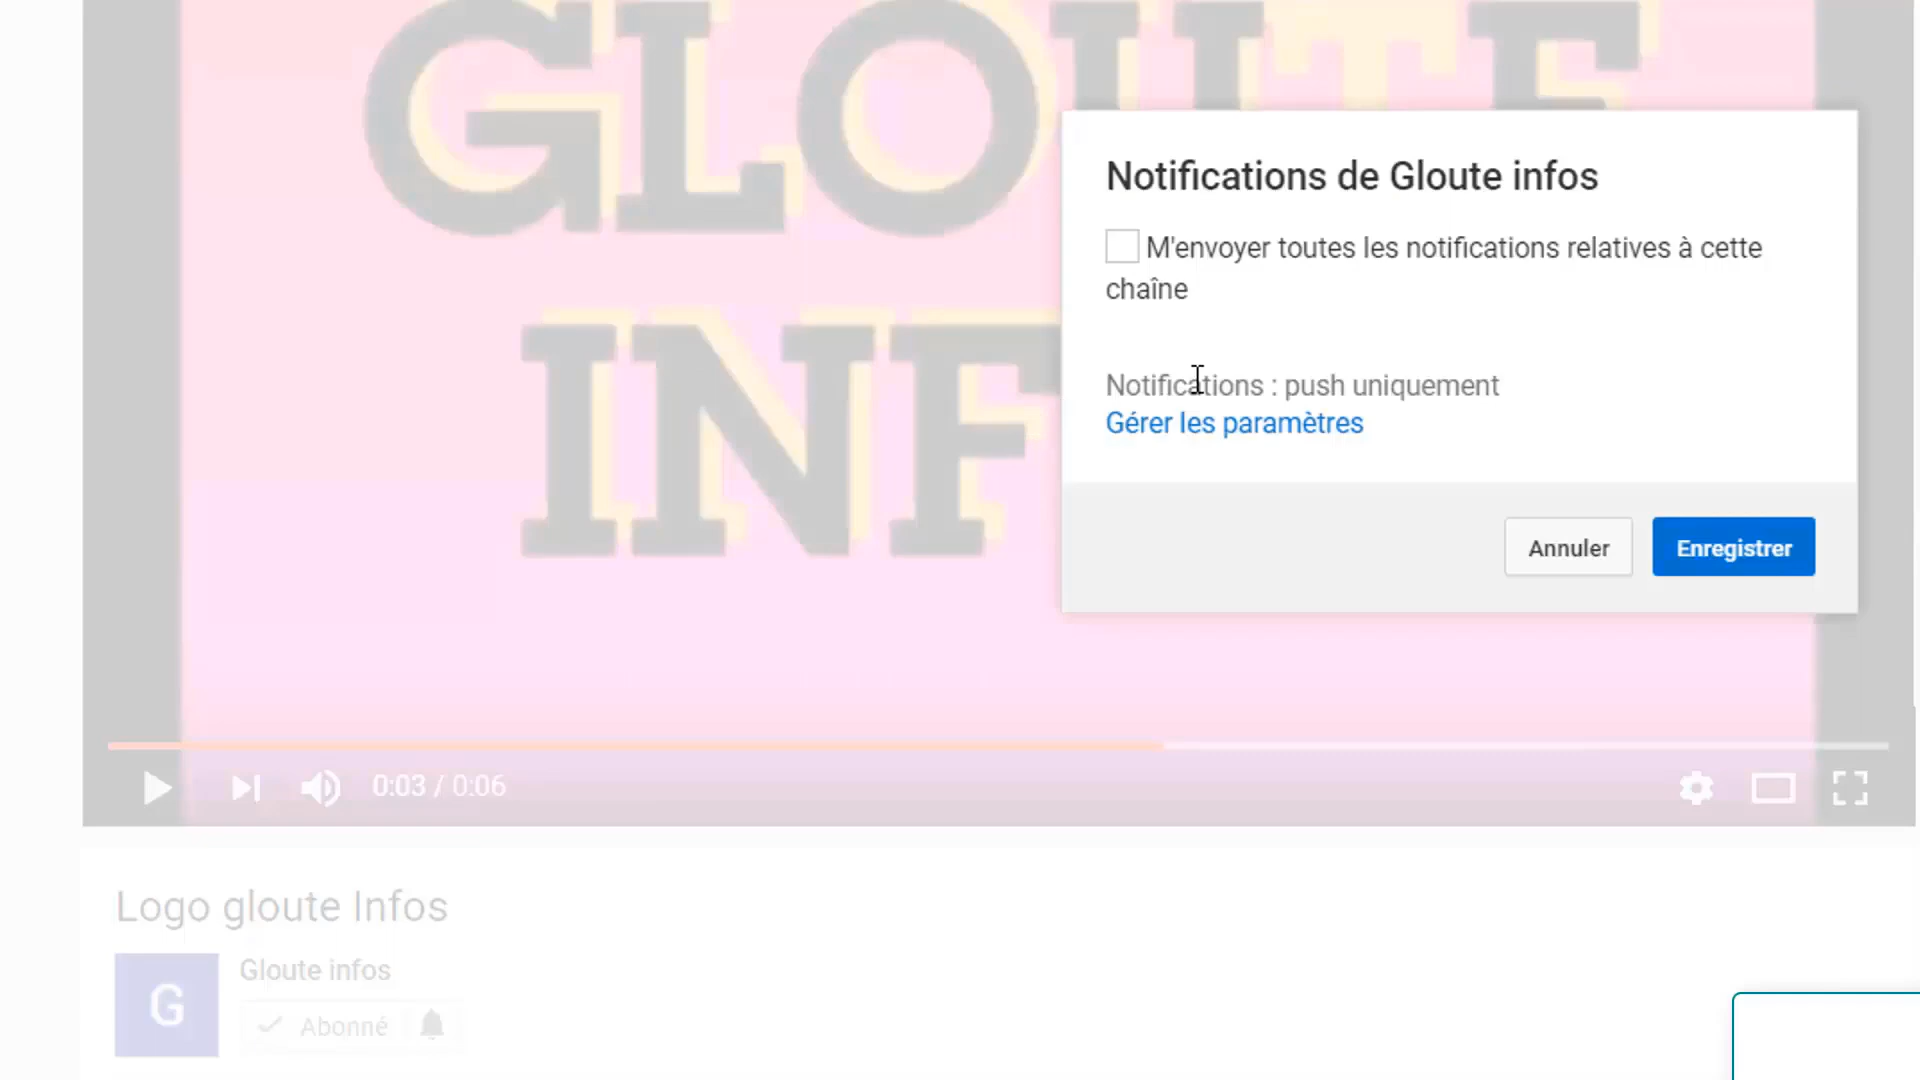 GLOUTE
INF
Notifications de Gloute infos
M'envoyer toutes les notifications relatives à cette
chaîne
Notifications : push uniquement
Gérer les paramètres
Annuler
Enregistrer
0:03 / 0:06
Logo gloute Infos
G
Gloute infos
Abonné